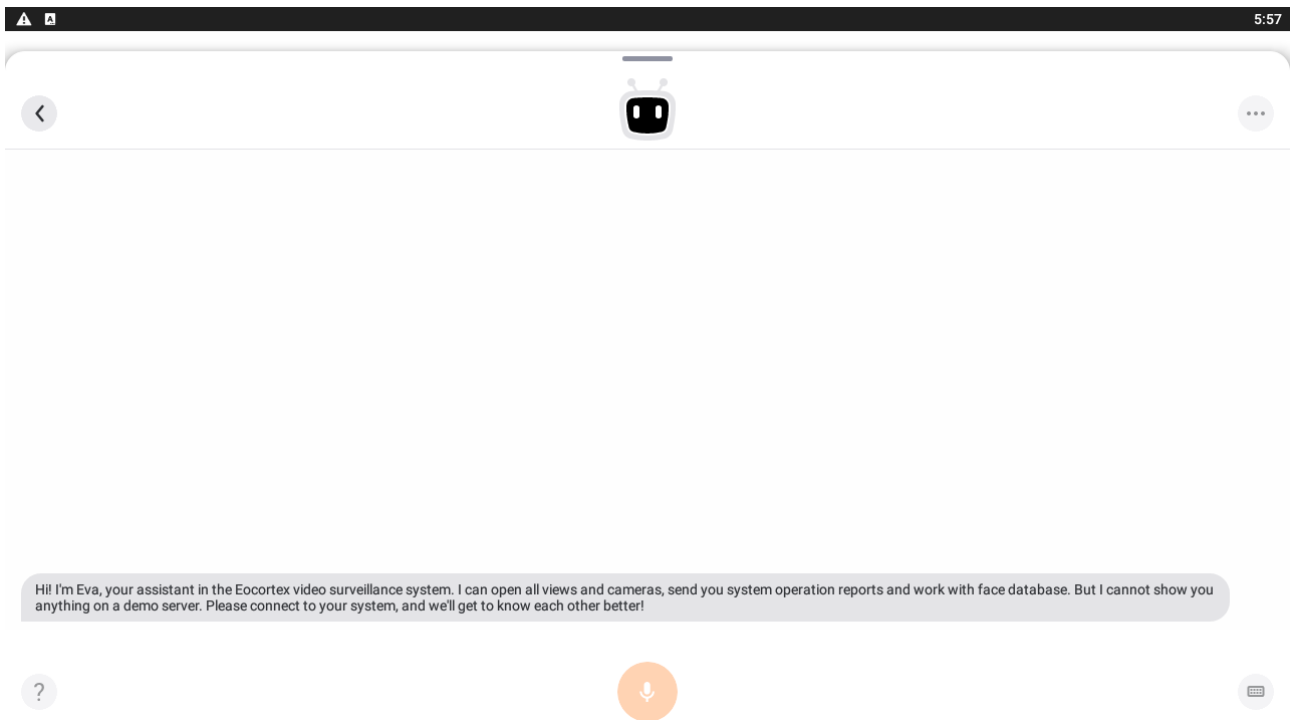 5:57
Hi! I'm Eva, your assistant in the Eocortex video surveillance system. I can open all views and cameras, send you system operation reports and work with face database. But I cannot show you
anything on a demo server. Please connect to your system, and we'll get to know each other better!
?